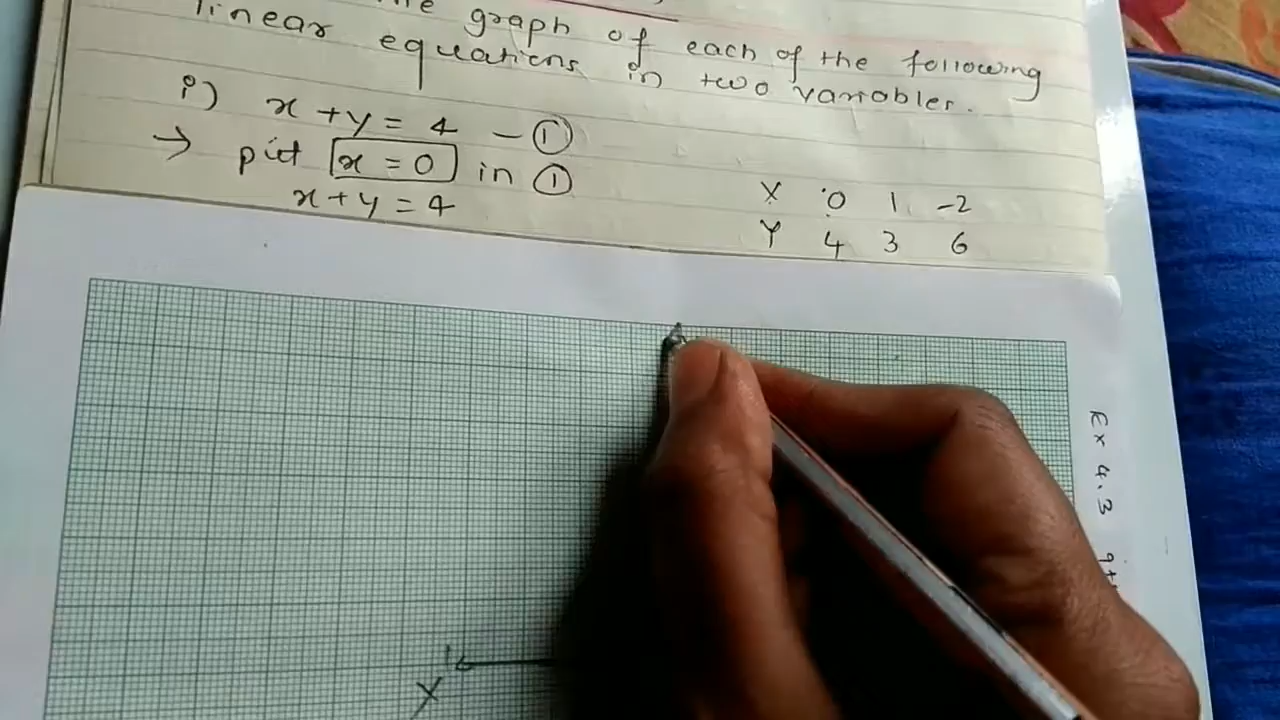 he graph of each of the following
linear equations in two variables.
i) x + y = 4 - ①
→ put x = 0 in ①
x + y = 4
X 0 1 -2
Y 4 3 6
Ex 4.3
X'